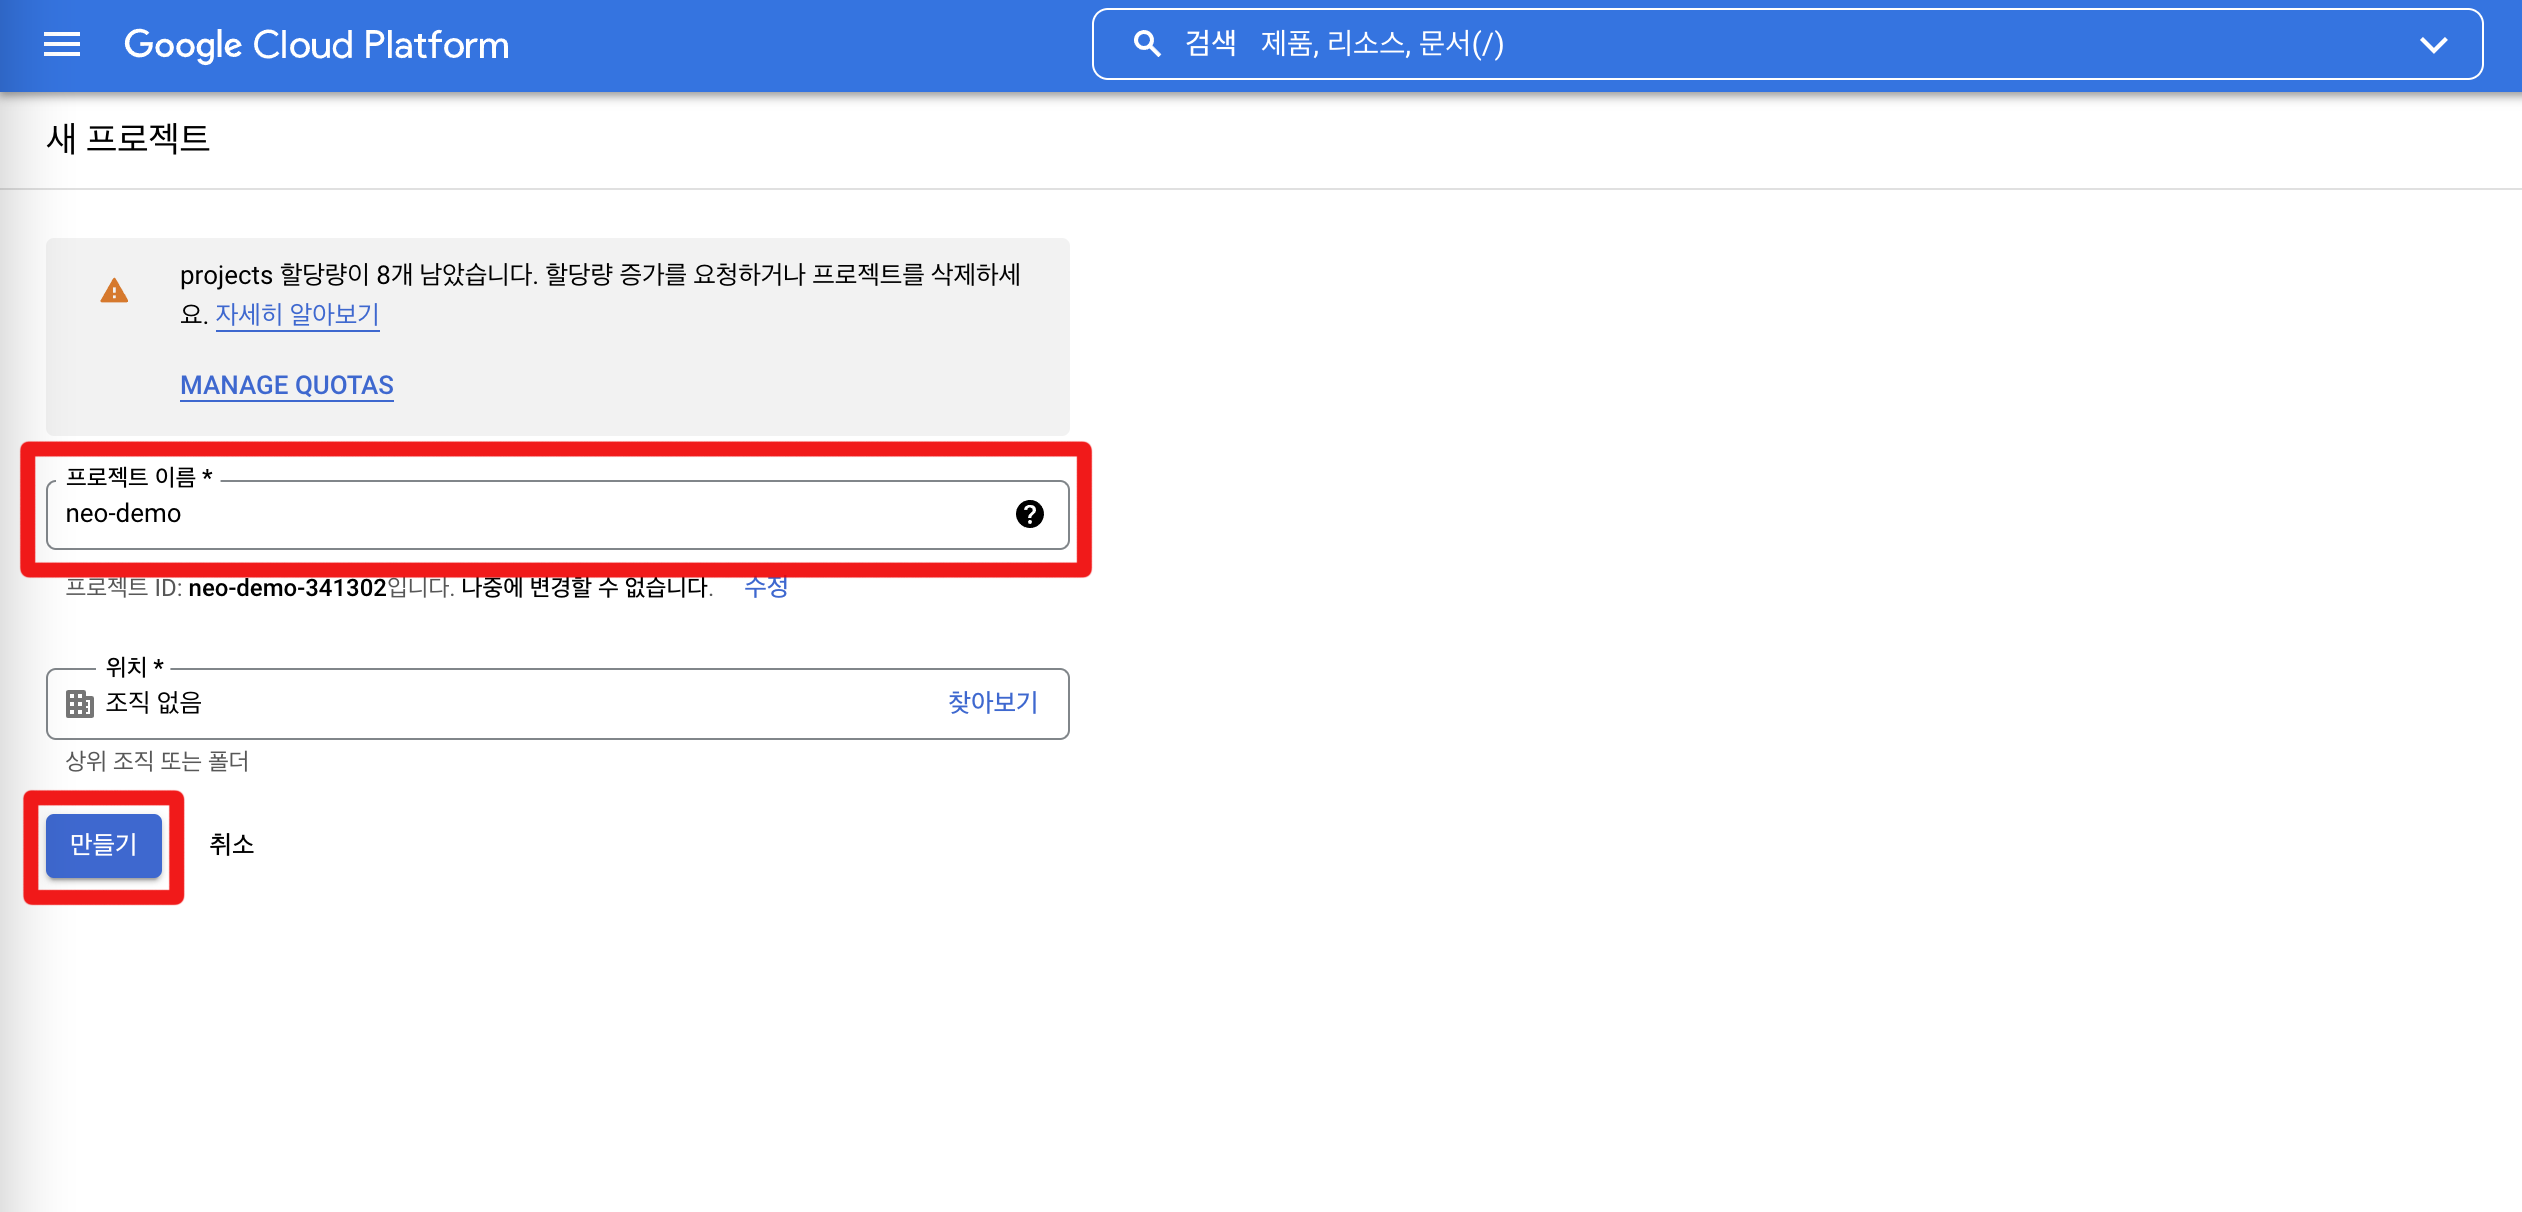 Google Cloud Platform
검색 제품, 리소스, 문서(/)
새 프로젝트
projects 할당량이 8개 남았습니다. 할당량 증가를 요청하거나 프로젝트를 삭제하세
요. 자세히 알아보기
MANAGE QUOTAS
프로젝트 이름 *
neo-demo
프로젝트 ID: neo-demo-341302입니다. 나중에 변경할 수 없습니다. 수정
위치 *
조직 없음 찾아보기
상위 조직 또는 폴더
만들기 취소